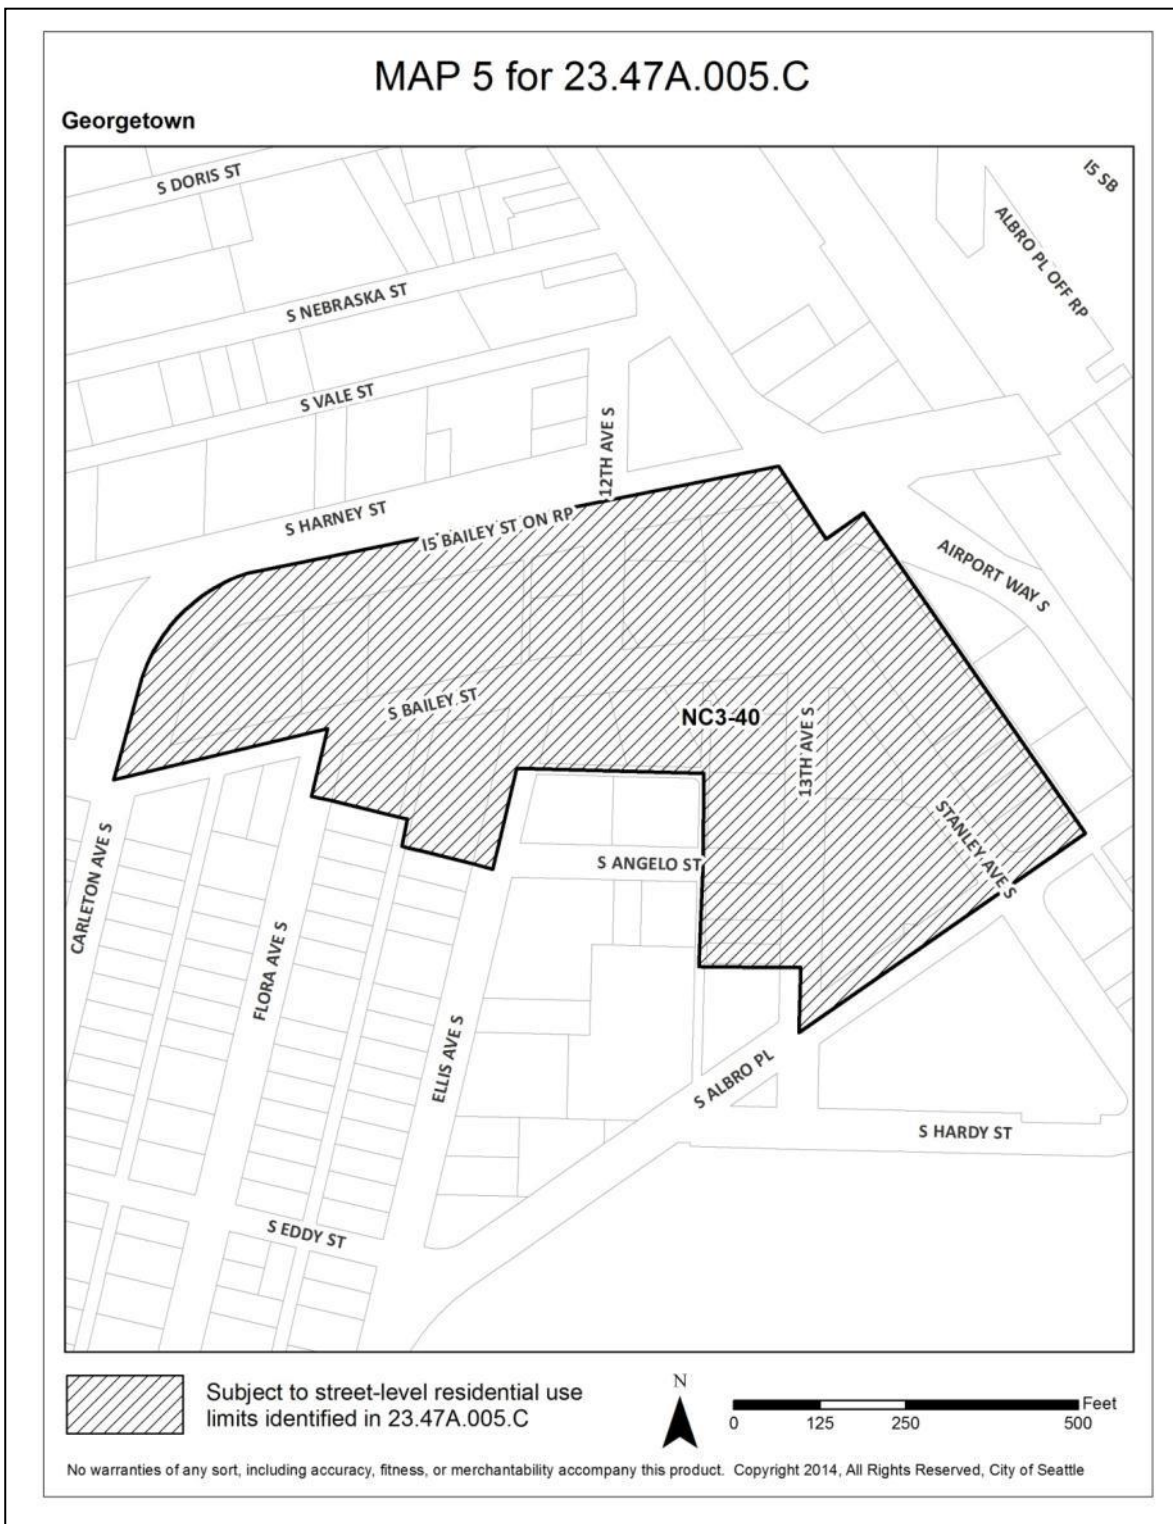 MAP 5 for 23.47A.005.C
Georgetown
S DORIS ST
I5 SB
ALBRO PL OFF RP
S NEBRASKA ST
S VALE ST
12TH AVE S
S HARNEY ST
I5 BAILEY ST ON RP
AIRPORT WAY S
S BAILEY ST
NC3-40
13TH AVE S
STANLEY AVE S
S ANGELO ST
CARLETON AVE S
FLORA AVE S
ELLIS AVE S
S ALBRO PL
S HARDY ST
S EDDY ST
Subject to street-level residential use
limits identified in 23.47A.005.C
N
Feet
0 125 250 500
No warranties of any sort, including accuracy, fitness, or merchantability accompany this product. Copyright 2014, All Rights Reserved, City of Seattle